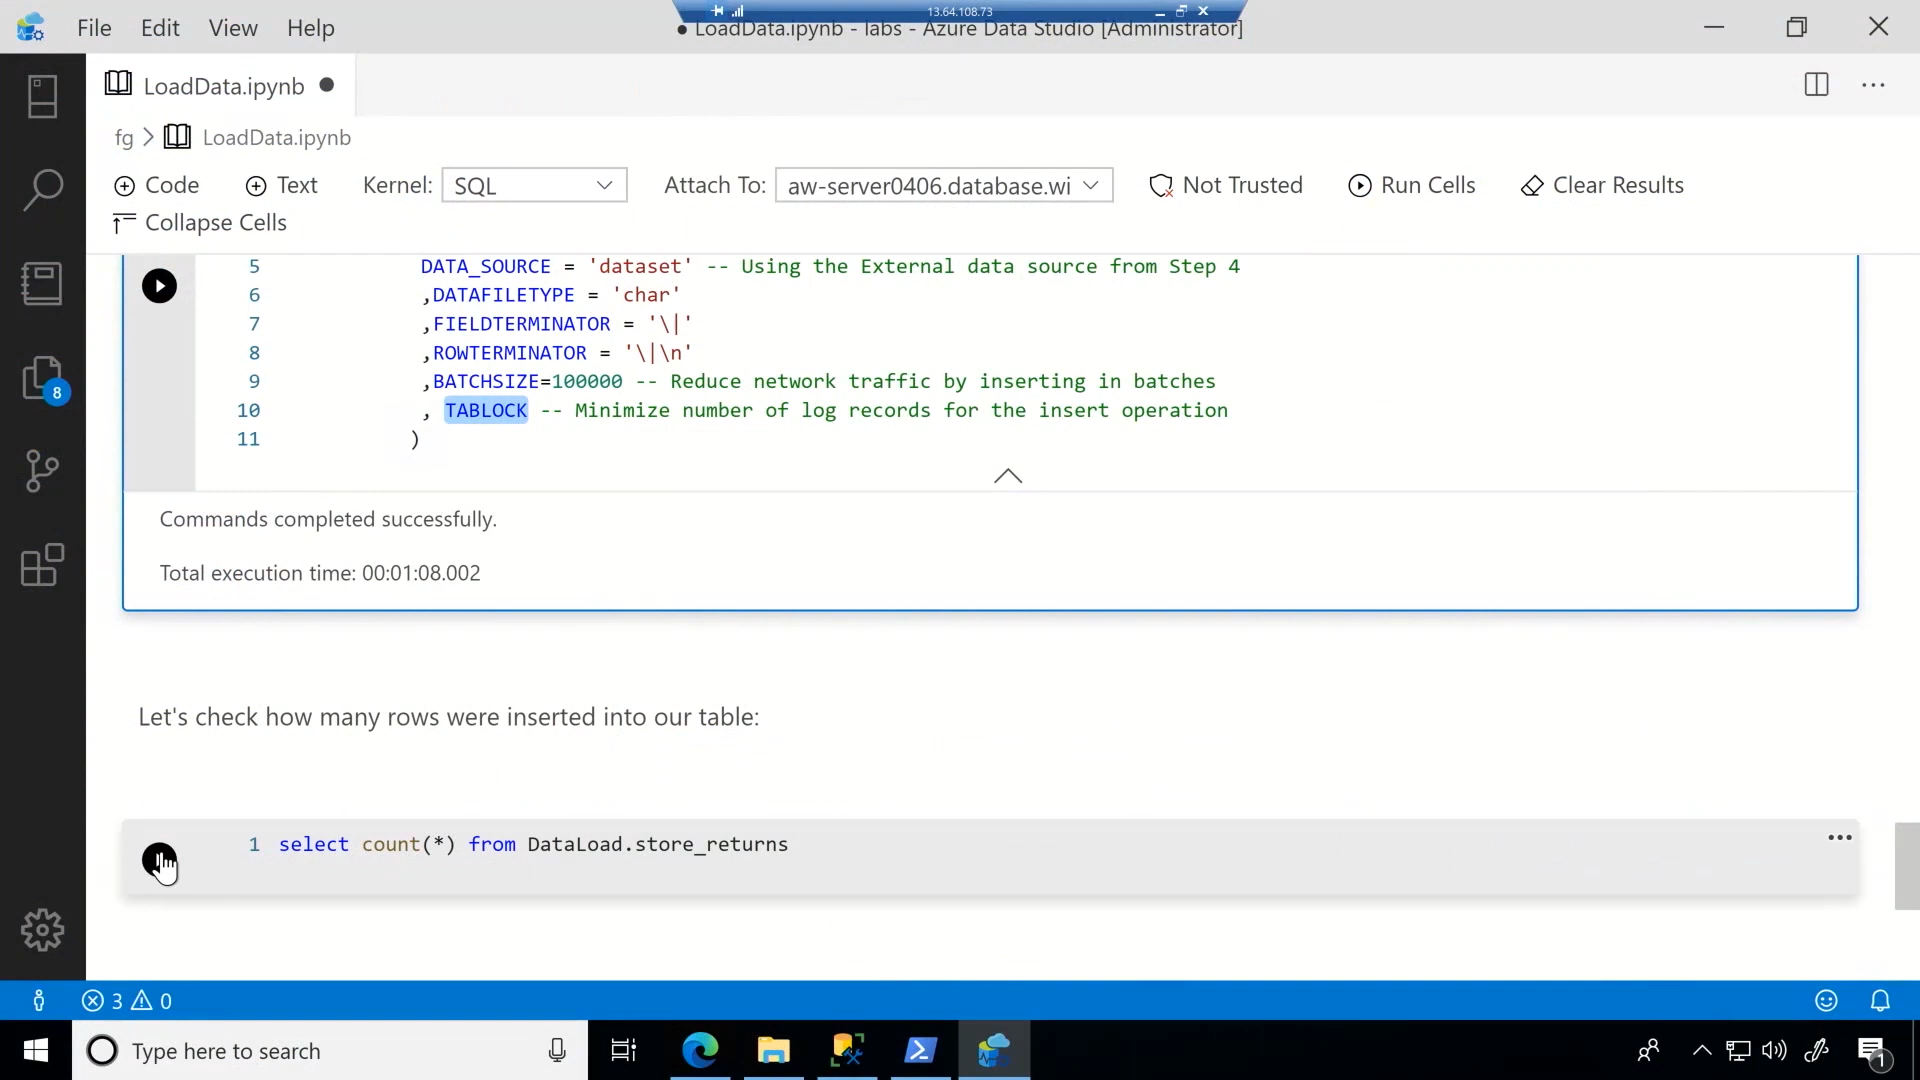 13.64.108.73
File Edit View Help
● LoadData.ipynb - labs - Azure Data Studio [Administrator]
LoadData.ipynb ●
fg > LoadData.ipynb
Code Text Kernel: SQL Attach To: aw-server0406.database.wi Not Trusted Run Cells Clear Results
Collapse Cells
5 DATA_SOURCE = 'dataset' -- Using the External data source from Step 4
6 ,DATAFILETYPE = 'char'
7 ,FIELDTERMINATOR = '\|'
8 ,ROWTERMINATOR = '\|\n'
9 ,BATCHSIZE=100000 -- Reduce network traffic by inserting in batches
10 , TABLOCK -- Minimize number of log records for the insert operation
11 )
8
Commands completed successfully.
Total execution time: 00:01:08.002
Let's check how many rows were inserted into our table:
1 select count(*) from DataLoad.store_returns
3 0
Type here to search
1